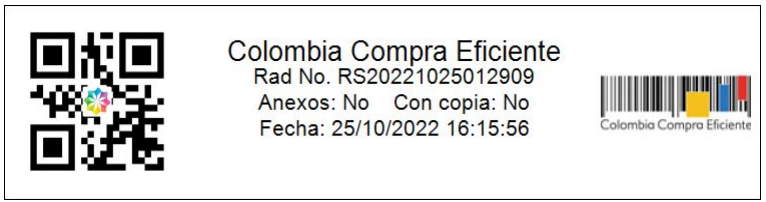 Colombia Compra Eficiente
Rad No. RS20221025012909
Anexos: No Con copia: No
Fecha: 25/10/2022 16:15:56
Colombia Compra Eficiente